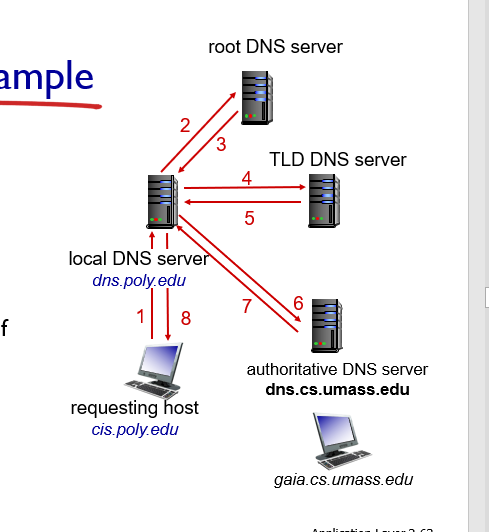 root DNS server
ample
2
3
TLD DNS server
4
5
local DNS server
dns.poly.edu
6
7
f
1
8
authoritative DNS server
dns.cs.umass.edu
requesting host
cis.poly.edu
gaia.cs.umass.edu